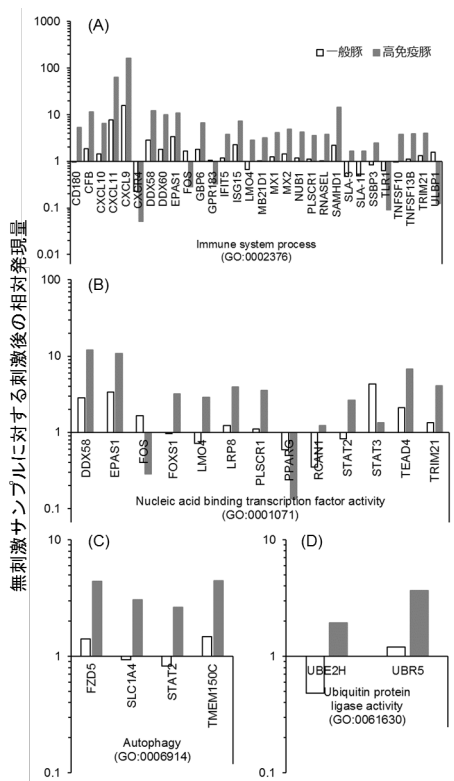 無刺激サンプルに対する刺激後の相対発現量
(A)
一般豚
高免疫豚
1000
100
10
1
0.1
0.01
CD180
CFB
CXCL10
CXCL11
CXCL9
CXCR4
DDX58
DDX60
EPAS1
FOS
GBP6
GPR183
IFIT5
ISG15
LMO4
MB21D1
MX1
MX2
NUB1
PLSCR1
RNASEL
SAMHD1
SLA-3
SLA-11
SSBP3
TLR1
TNFSF10
TNFSF13B
TRIM21
ULBP1
Immune system process
(GO:0002376)
(B)
100
10
1
0.1
DDX58
EPAS1
FOS
FOXS1
LMO4
LRP8
PLSCR1
PPARG
RCAN1
STAT2
STAT3
TEAD4
TRIM21
Nucleic acid binding transcription factor activity
(GO:0001071)
(C)
10
1
0.1
FZD5
SLC1A4
STAT2
TMEM150C
Autophagy
(GO:0006914)
(D)
10
1
0.1
UBE2H
UBR5
Ubiquitin protein
ligase activity
(GO:0061630)